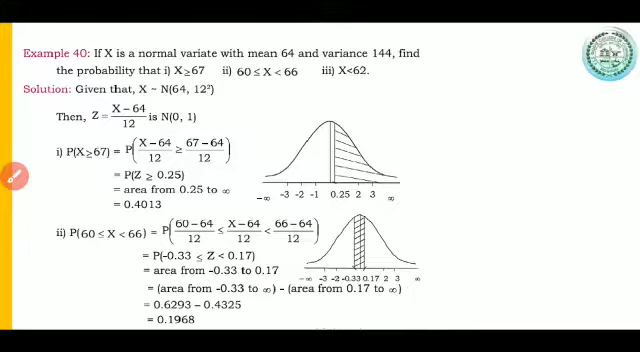 Example 40: If X is a normal variate with mean 64 and variance 144, find
the probability that i) X≥67 ii) 60 ≤ X < 66 iii) X<62.
Solution: Given that, X ~ N(64, 12²)
Then, Z = (X − 64)/12 is N(0, 1)
i) P(X≥67) = P((X − 64)/12 ≥ (67 − 64)/12)
= P(Z ≥ 0.25)
= area from 0.25 to ∞
= 0.4013
−∞ -3 -2 -1 0.25 2 3 ∞
ii) P(60 ≤ X < 66) = P((60 − 64)/12 ≤ (X − 64)/12 < (66 − 64)/12)
= P(-0.33 ≤ Z < 0.17)
= area from -0.33 to 0.17
= (area from -0.33 to ∞) - (area from 0.17 to ∞)
= 0.6293 − 0.4325
= 0.1968
−∞ -3 -2 -0.33 0.17 2 3 ∞